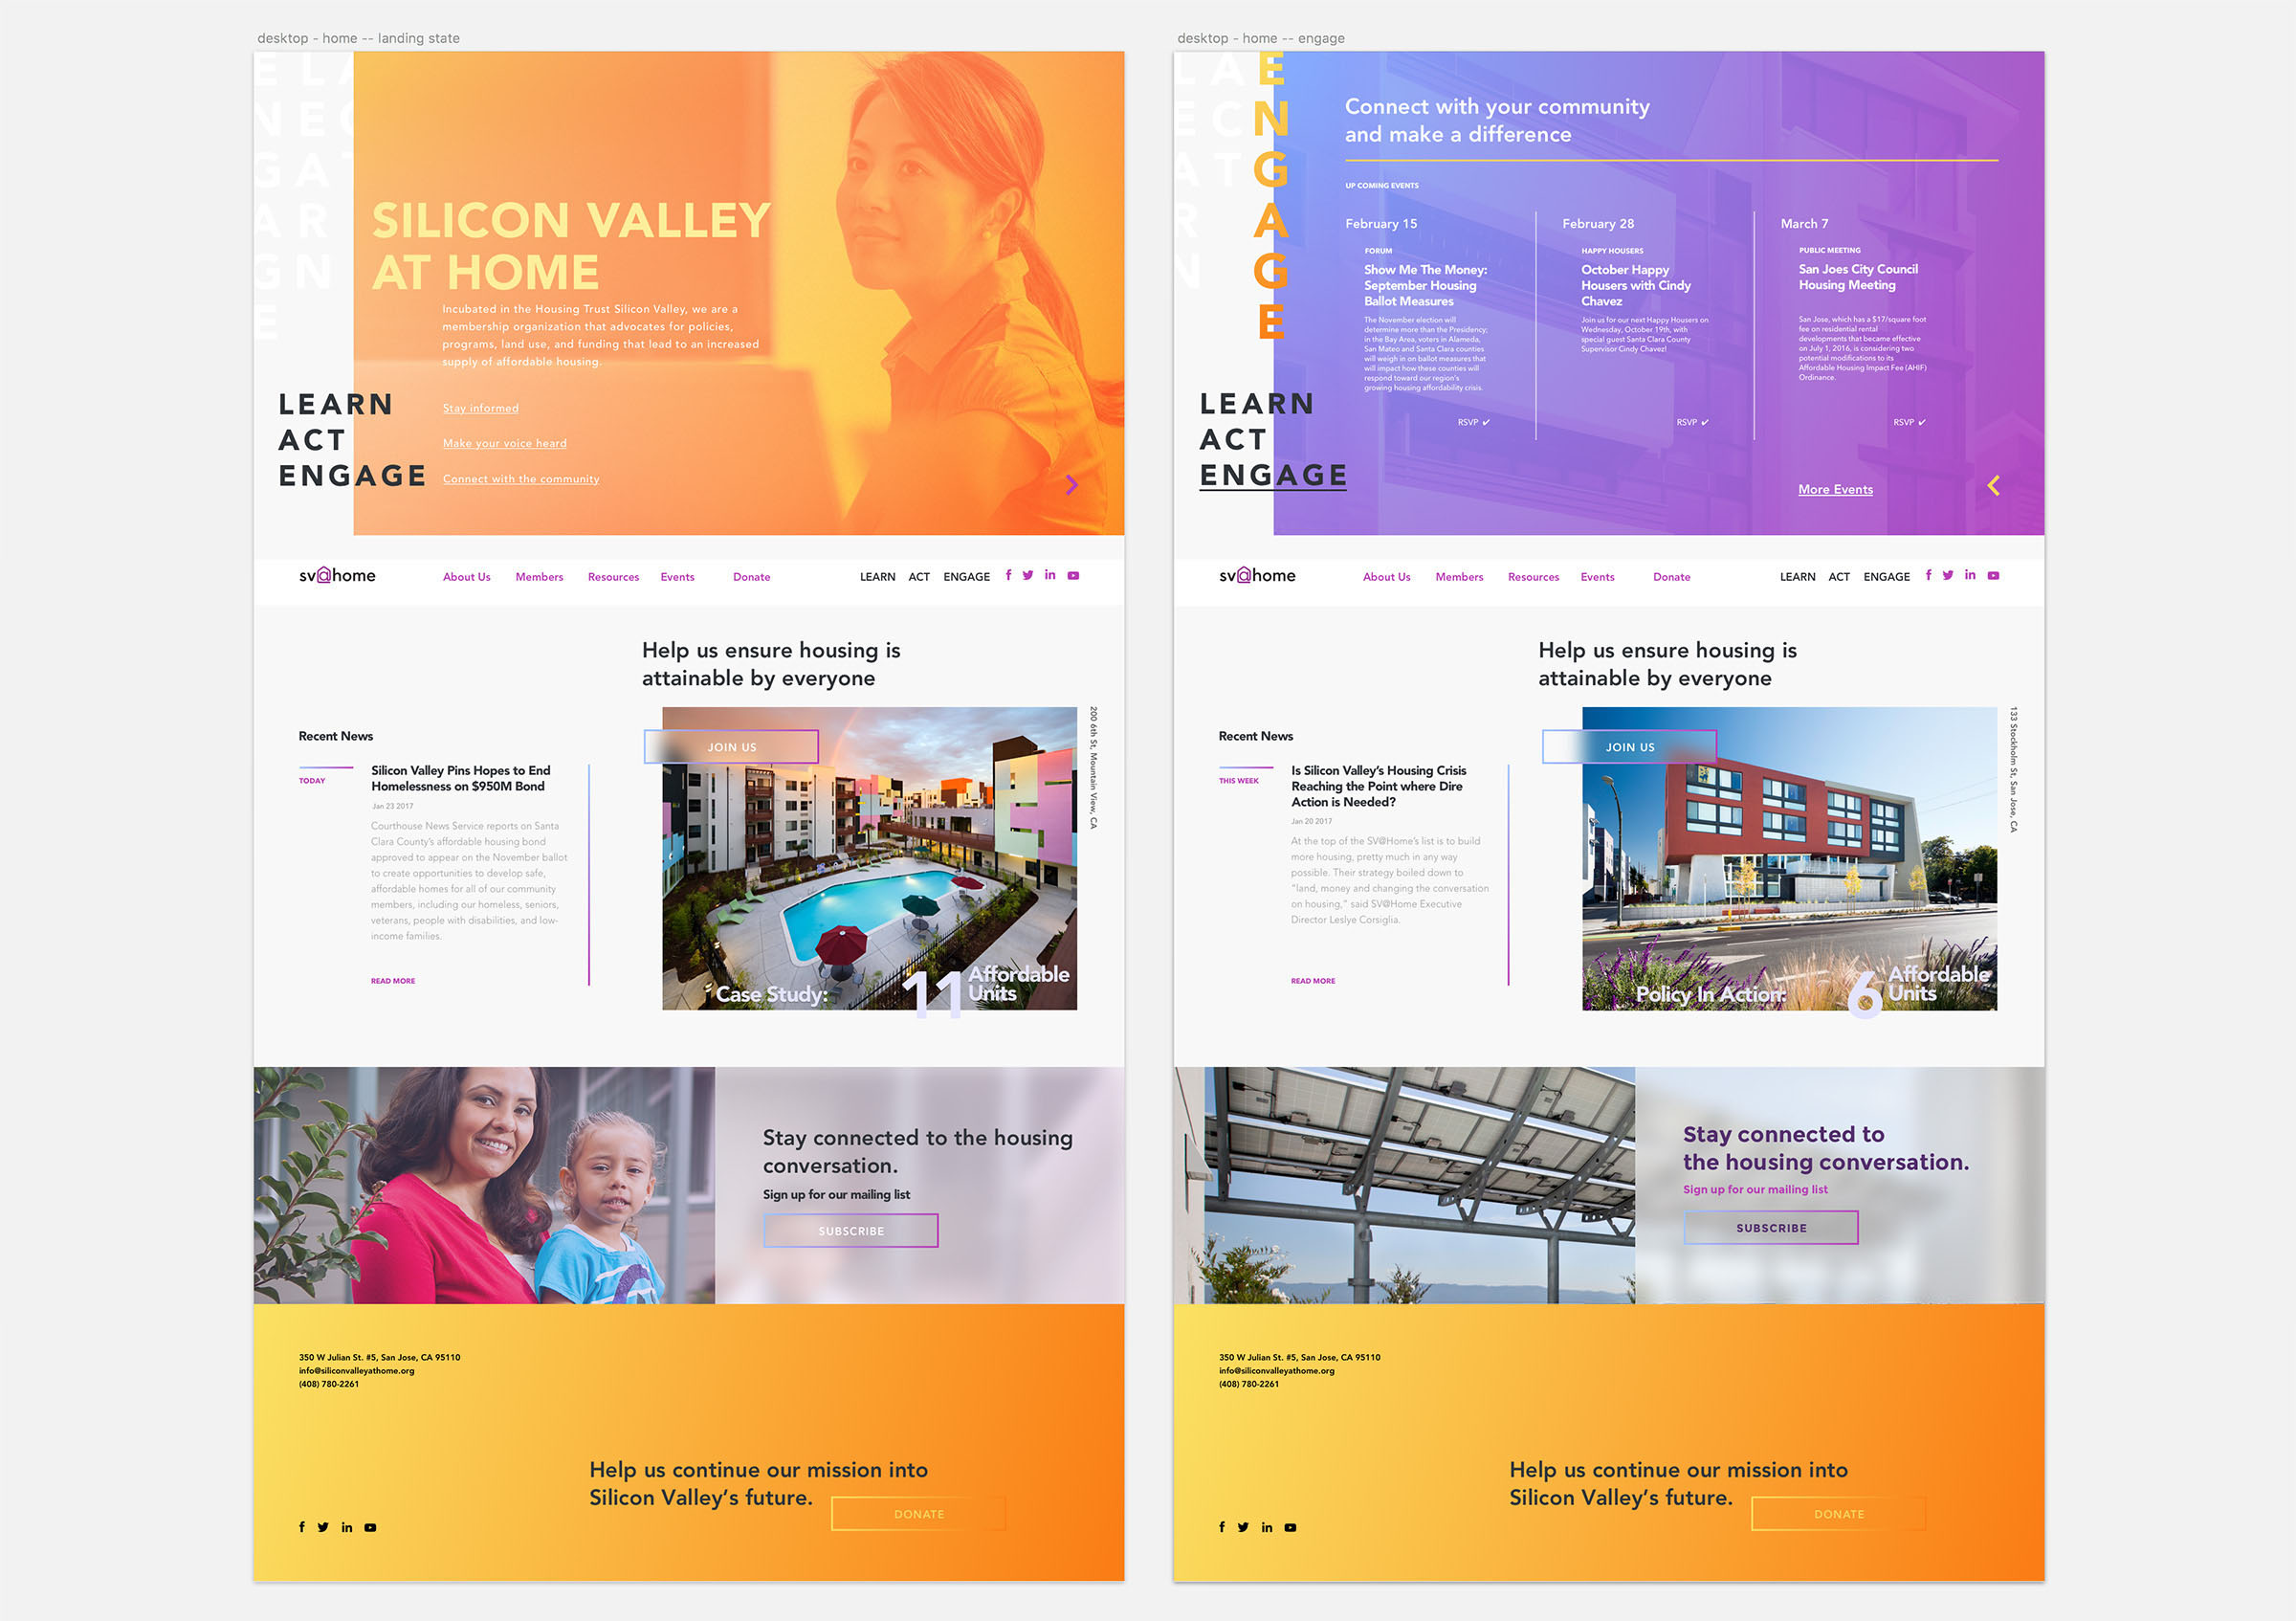 desktop - home -- landing state
E L A
N E C
G A T
A R
G N
E
SILICON VALLEY
AT HOME
Incubated in the Housing Trust Silicon Valley, we are a
membership organization that advocates for policies,
programs, land use, and funding that lead to an increased
supply of affordable housing.
LEARN
ACT
ENGAGE
Stay informed
Make your voice heard
Connect with the community
sv@home
About Us
Members
Resources
Events
Donate
LEARN
ACT
ENGAGE
Help us ensure housing is
attainable by everyone
Recent News
TODAY
Silicon Valley Pins Hopes to End
Homelessness on $950M Bond
Jan 23 2017
Courthouse News Service reports on Santa
Clara County's affordable housing bond
approved to appear on the November ballot
to create opportunities to develop safe,
affordable homes for all of our community
members, including our homeless, seniors,
veterans, people with disabilities, and low-
income families.
READ MORE
JOIN US
200 6th St, Mountain View, CA
Case Study:
11
Affordable
Units
Stay connected to the housing
conversation.
Sign up for our mailing list
SUBSCRIBE
350 W Julian St. #5, San Jose, CA 95110
info@siliconvalleyathome.org
(408) 780-2261
Help us continue our mission into
Silicon Valley's future.
DONATE
desktop - home -- engage
L A
E C
A T
R
N
E
N
G
A
G
E
Connect with your community
and make a difference
UP COMING EVENTS
February 15
FORUM
Show Me The Money:
September Housing
Ballot Measures
The November election will
determine more than the Presidency;
in the Bay Area, voters in Alameda,
San Mateo and Santa Clara counties
will weigh in on ballot measures that
will impact how these counties will
respond toward our region's
growing housing affordability crisis.
RSVP ✔
February 28
HAPPY HOUSERS
October Happy
Housers with Cindy
Chavez
Join us for our next Happy Housers on
Wednesday, October 19th, with
special guest Santa Clara County
Supervisor Cindy Chavez!
RSVP ✔
March 7
PUBLIC MEETING
San Joes City Council
Housing Meeting
San Jose, which has a $17/square foot
fee on residential rental
developments that became effective
on July 1, 2016, is considering two
potential modifications to its
Affordable Housing Impact Fee (AHIF)
Ordinance.
RSVP ✔
More Events
LEARN
ACT
ENGAGE
sv@home
About Us
Members
Resources
Events
Donate
LEARN
ACT
ENGAGE
Help us ensure housing is
attainable by everyone
Recent News
THIS WEEK
Is Silicon Valley's Housing Crisis
Reaching the Point where Dire
Action is Needed?
Jan 20 2017
At the top of the SV@Home's list is to build
more housing, pretty much in any way
possible. Their strategy boiled down to
"land, money and changing the conversation
on housing," said SV@Home Executive
Director Leslye Corsiglia.
READ MORE
JOIN US
133 Stockholm St, San Jose, CA
Policy In Action:
6
Affordable
Units
Stay connected to
the housing conversation.
Sign up for our mailing list
SUBSCRIBE
350 W Julian St. #5, San Jose, CA 95110
info@siliconvalleyathome.org
(408) 780-2261
Help us continue our mission into
Silicon Valley's future.
DONATE